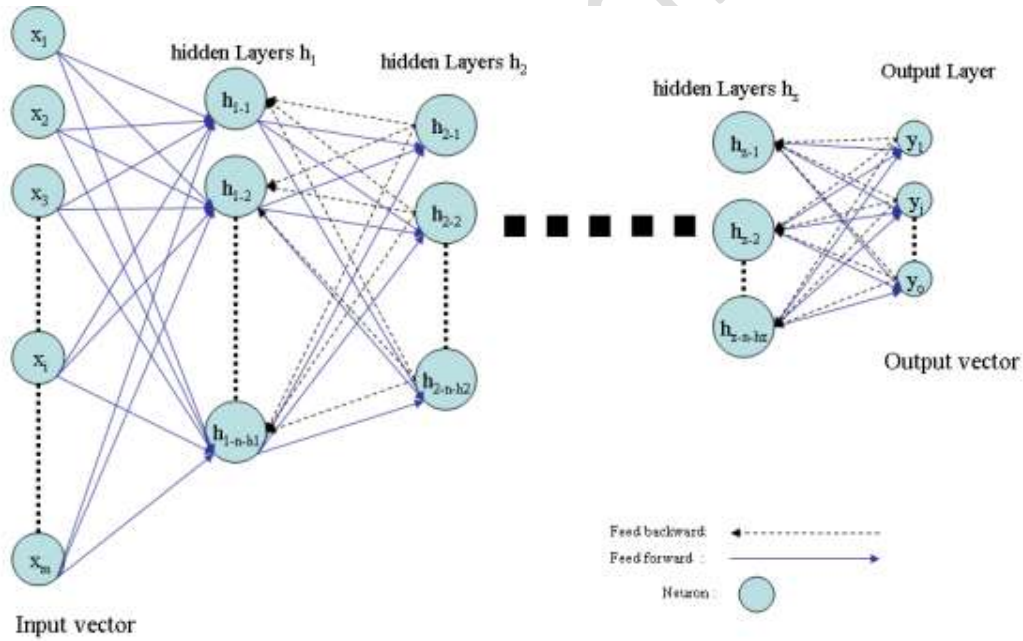 hidden Layers h1
hidden Layers h2
hidden Layers hz
Output Layer
x1
x2
x3
xi
xm
h1-1
h1-2
h1-n-h1
h2-1
h2-2
h2-n-h2
hz-1
hz-2
hz-n-hz
y1
yj
yo
Input vector
Output vector
Feed backward:
Feed forward :
Neuron :